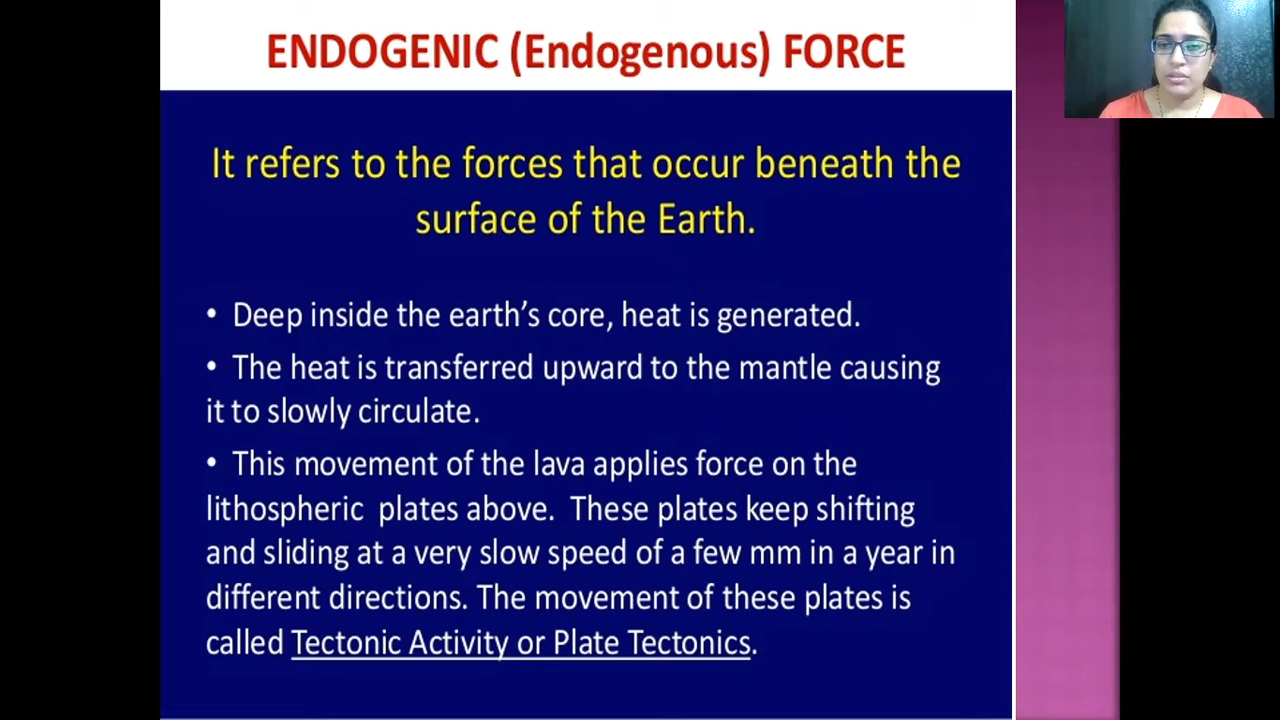 ENDOGENIC (Endogenous) FORCE
It refers to the forces that occur beneath the
surface of the Earth.
• Deep inside the earth’s core, heat is generated.
• The heat is transferred upward to the mantle causing
it to slowly circulate.
• This movement of the lava applies force on the
lithospheric plates above. These plates keep shifting
and sliding at a very slow speed of a few mm in a year in
different directions. The movement of these plates is
called Tectonic Activity or Plate Tectonics.